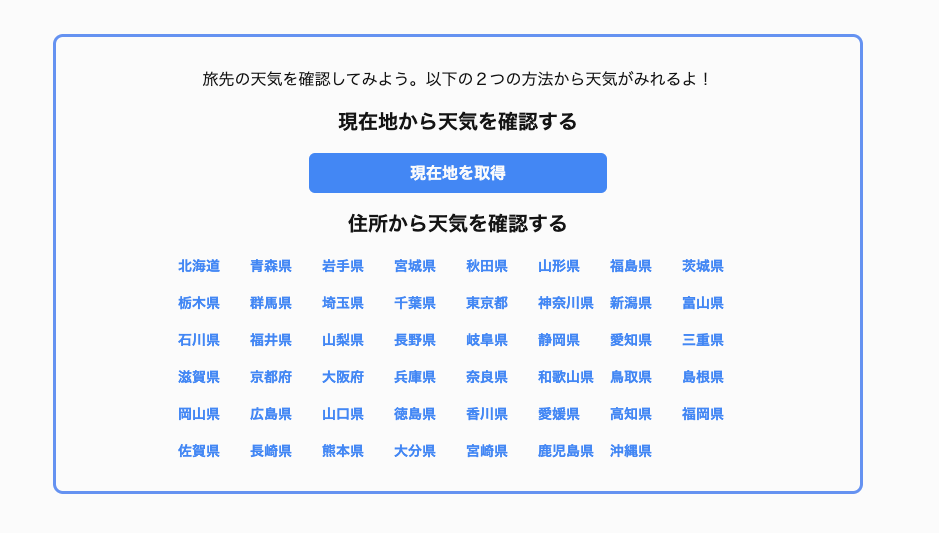 旅先の天気を確認してみよう。以下の２つの方法から天気がみれるよ！
現在地から天気を確認する
現在地を取得
住所から天気を確認する
北海道 青森県 岩手県 宮城県 秋田県 山形県 福島県 茨城県
栃木県 群馬県 埼玉県 千葉県 東京都 神奈川県 新潟県 富山県
石川県 福井県 山梨県 長野県 岐阜県 静岡県 愛知県 三重県
滋賀県 京都府 大阪府 兵庫県 奈良県 和歌山県 鳥取県 島根県
岡山県 広島県 山口県 徳島県 香川県 愛媛県 高知県 福岡県
佐賀県 長崎県 熊本県 大分県 宮崎県 鹿児島県 沖縄県